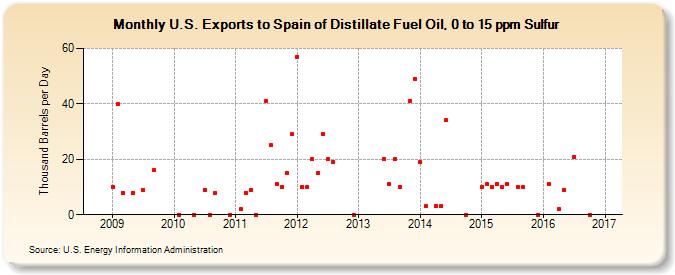 Monthly U.S. Exports to Spain of Distillate Fuel Oil, 0 to 15 ppm Sulfur
Thousand Barrels per Day
60
40
20
0
2009 2010 2011 2012 2013 2014 2015 2016 2017
Source: U.S. Energy Information Administration